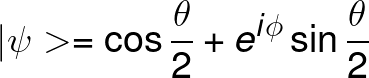 |ψ >= cos θ/2 + e^{iϕ} sin θ/2